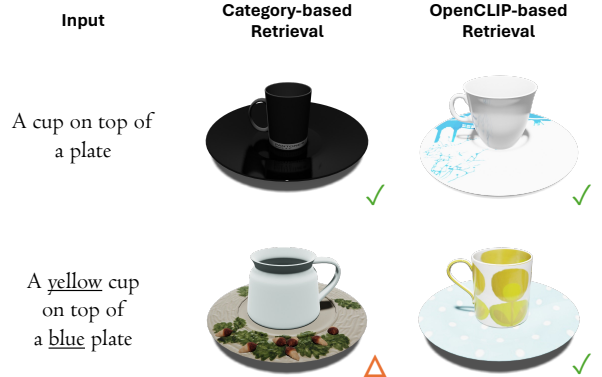 Input
Category-based
Retrieval
OpenCLIP-based
Retrieval
A cup on top of
a plate
A yellow cup
on top of
a blue plate